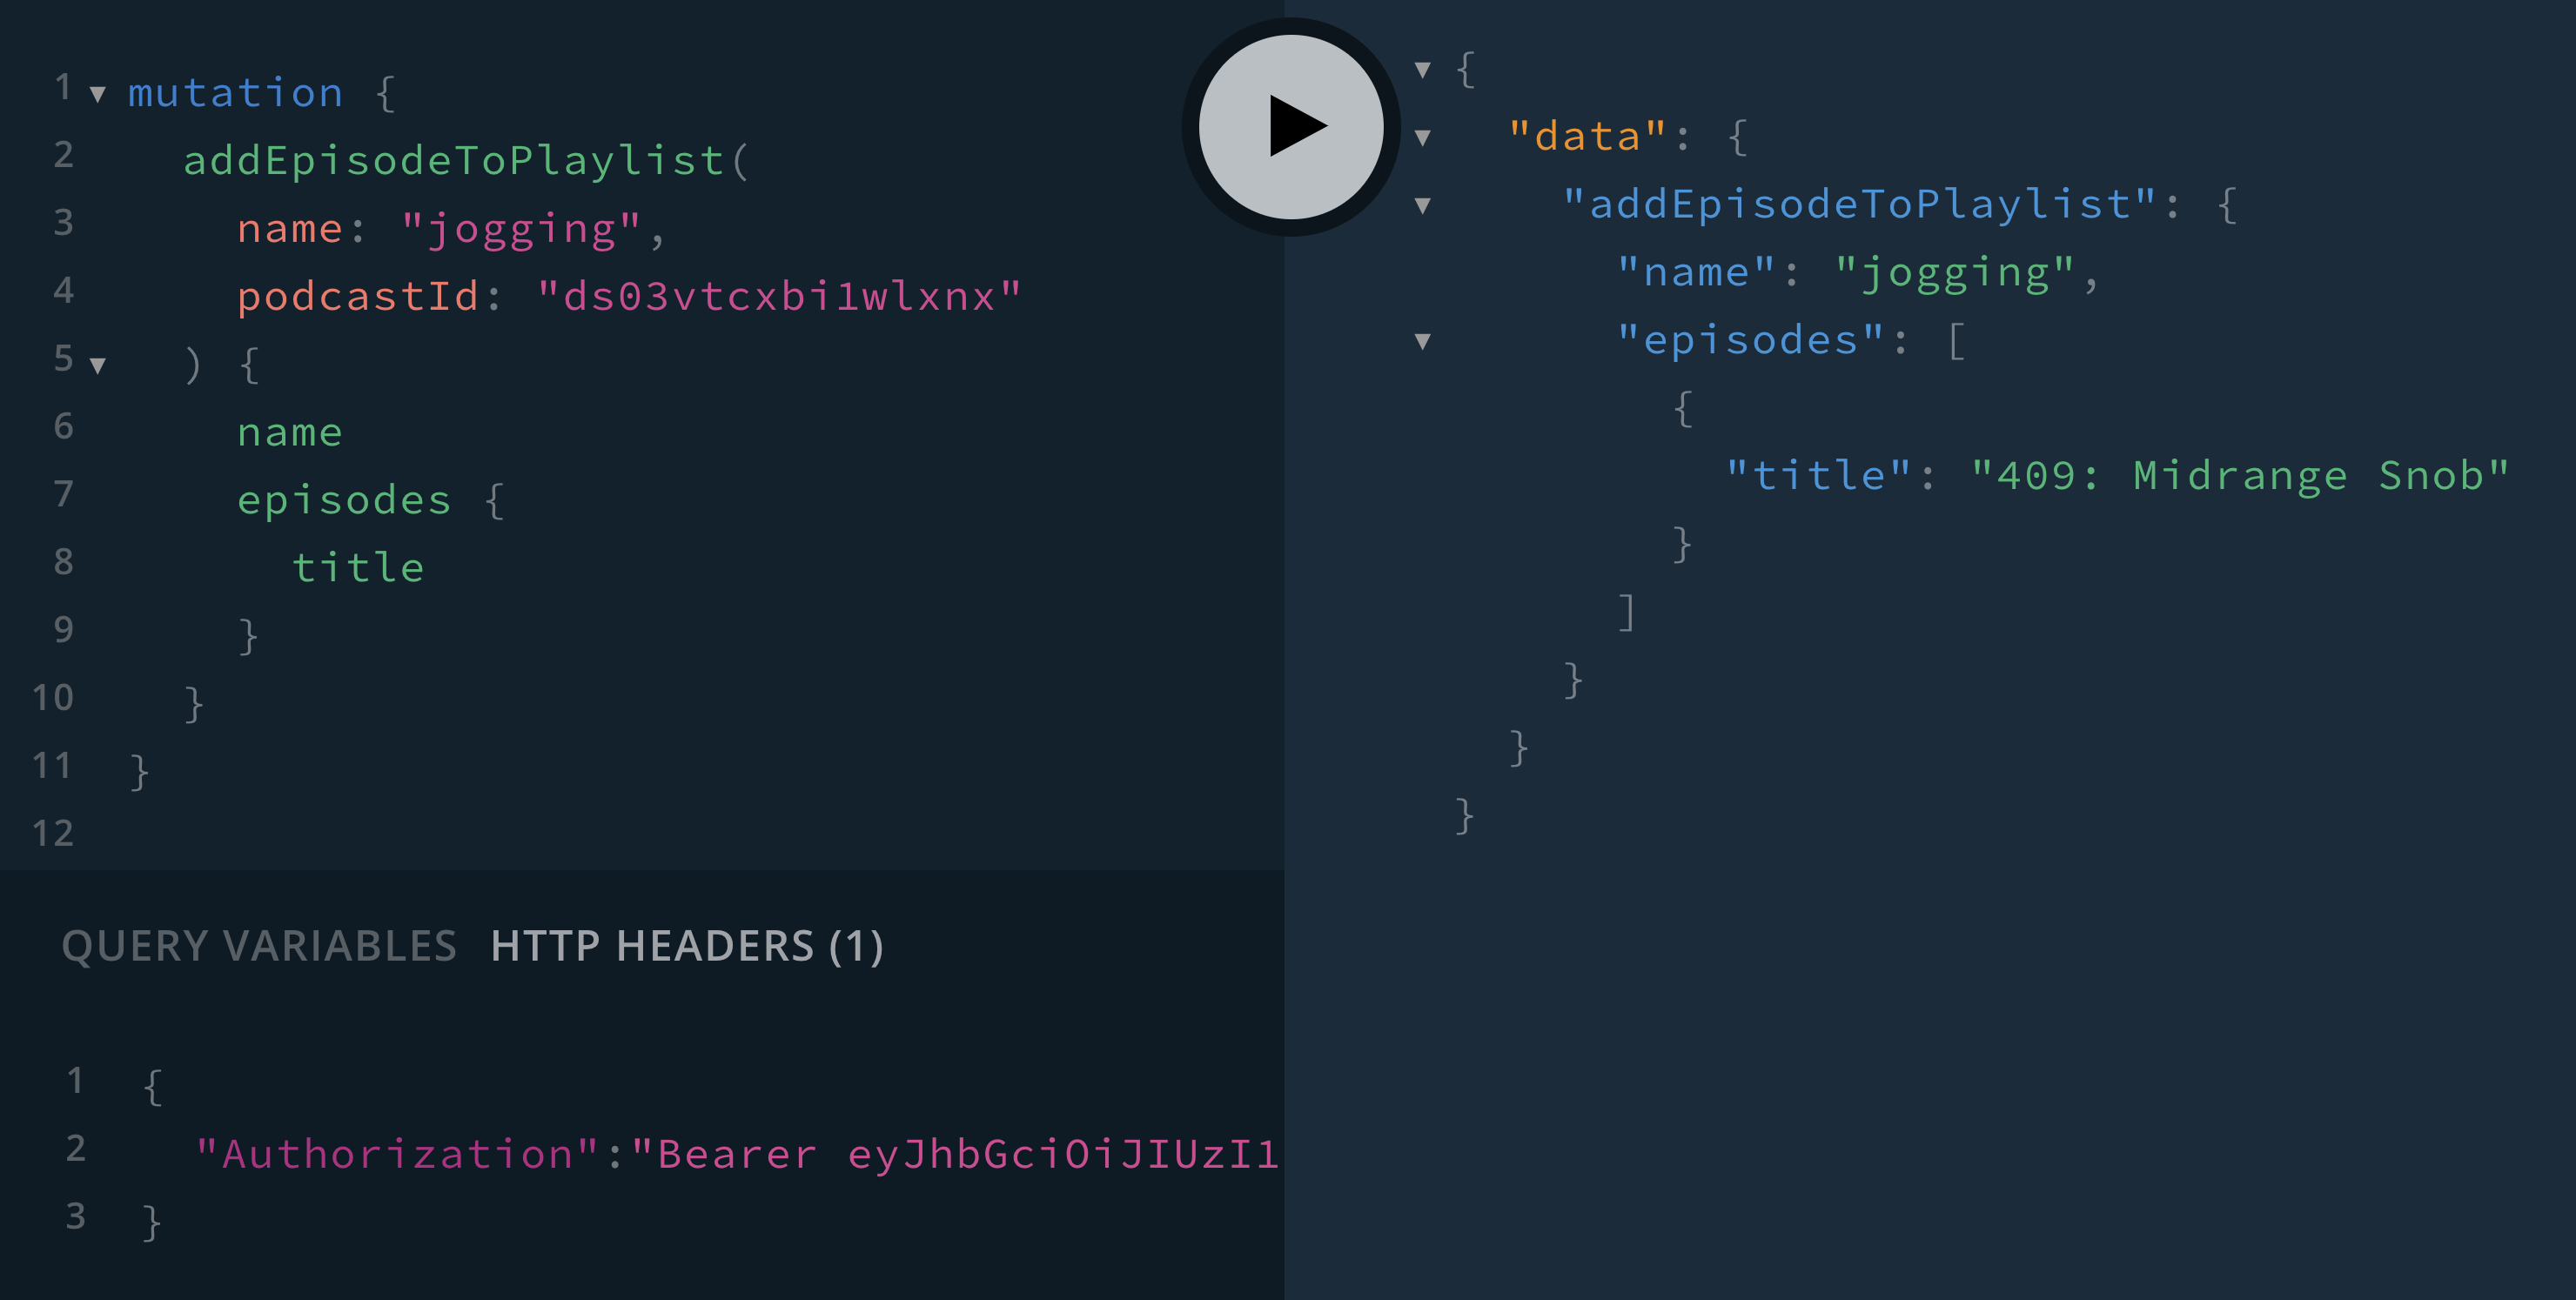 1 mutation {
2   addEpisodeToPlaylist(
3     name: "jogging",
4     podcastId: "ds03vtcxbi1wlxnx"
5   ) {
6     name
7     episodes {
8       title
9     }
10   }
11 }
12
QUERY VARIABLES HTTP HEADERS (1)
1 {
2   "Authorization":"Bearer eyJhbGciOiJIUzI1
3 }
{
  "data": {
    "addEpisodeToPlaylist": {
      "name": "jogging",
      "episodes": [
        {
          "title": "409: Midrange Snob"
        }
      ]
    }
  }
}